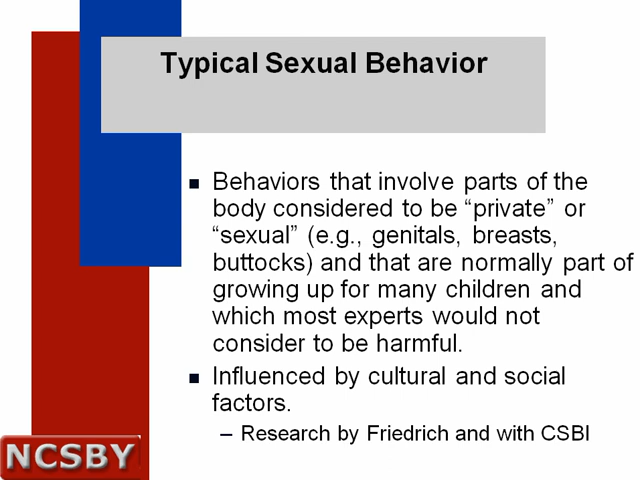 Typical Sexual Behavior
Behaviors that involve parts of the
body considered to be “private” or
“sexual” (e.g., genitals, breasts,
buttocks) and that are normally part of
growing up for many children and
which most experts would not
consider to be harmful.
Influenced by cultural and social
factors.
– Research by Friedrich and with CSBI
NCSBY